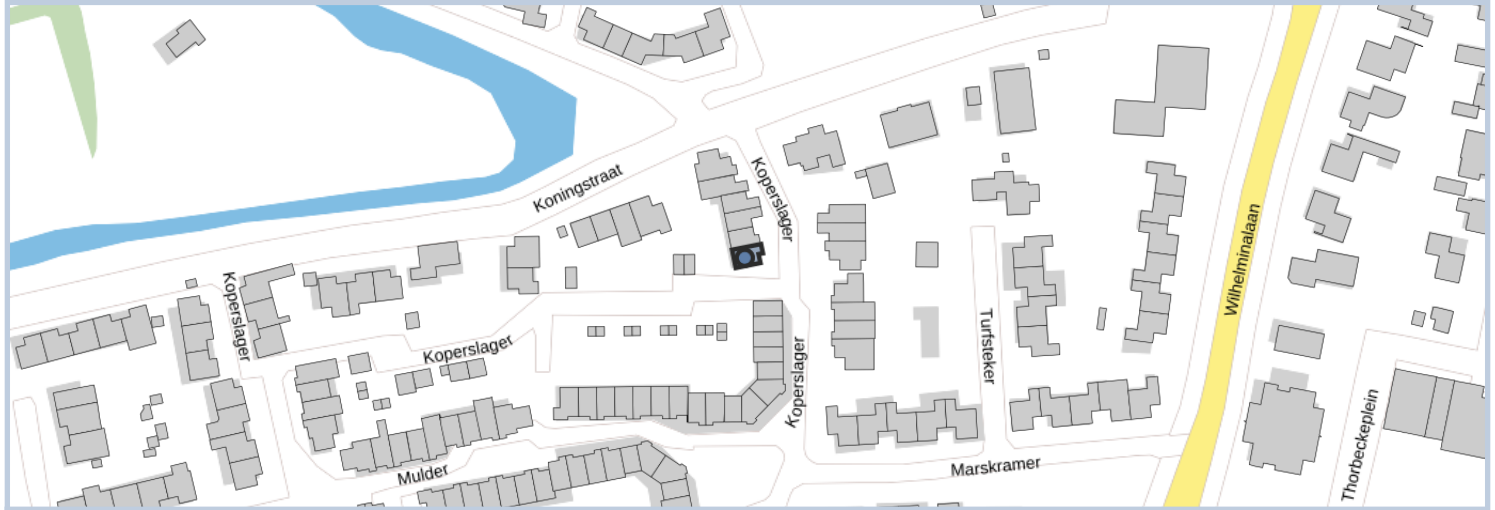 Koningstraat
Koperslager
Wilhelminalaan
Koperslager
Turfsteker
Koperslager
Koperslager
Thorbeckeplein
Mulder
Marskramer